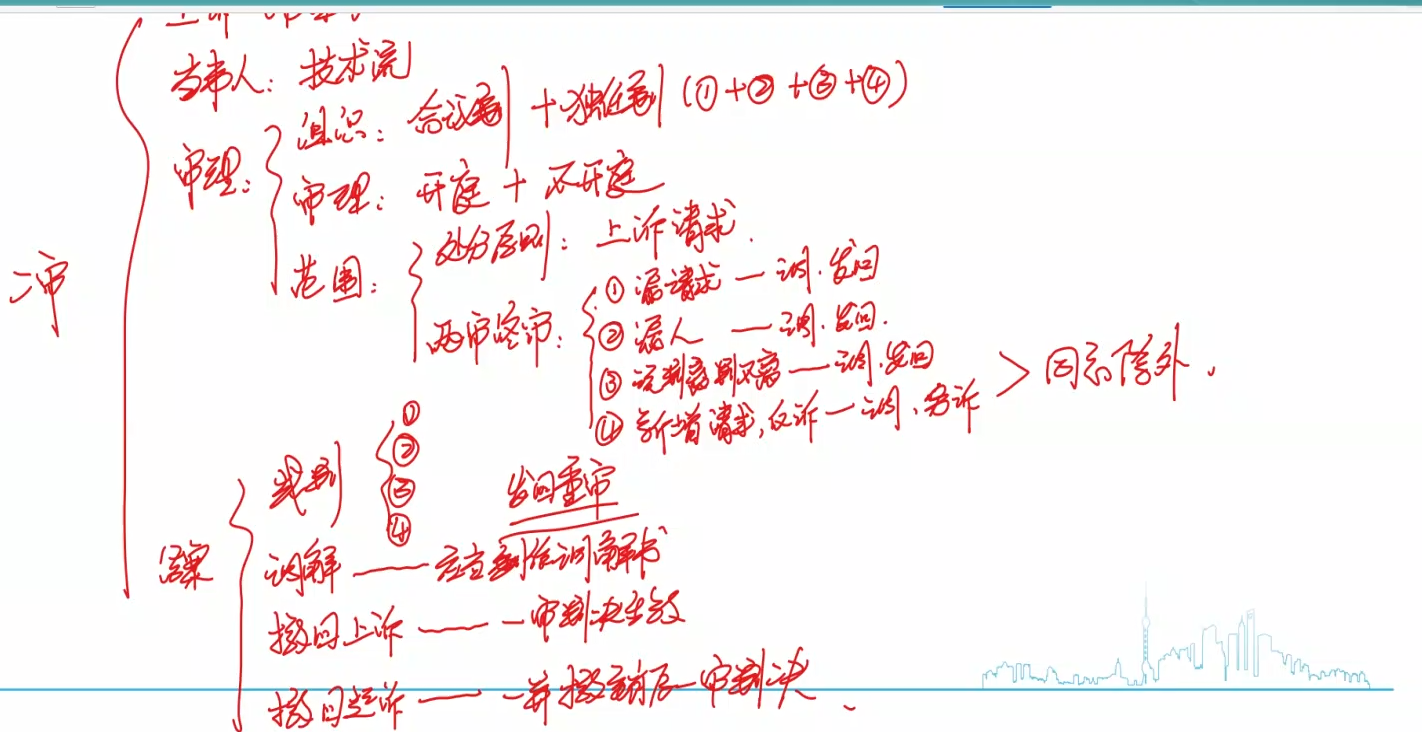 上诉
当事人：技术流
审理：
组织：合议制＋独任制（①＋②＋③＋④）
审理：开庭＋不开庭
二审
范围：
处分原则：上诉请求．
两审终审：
①漏请求—调．发回
②漏人—调．发回．
③误判离判不离—调．发回
④新增请求，反诉—调．另诉
＞同意除外．
结案
裁判
①
②
③
④
发回重审
调解——应当制作调解书
撤回上诉——一审判决生效
撤回起诉——一并撤销原一审判决．